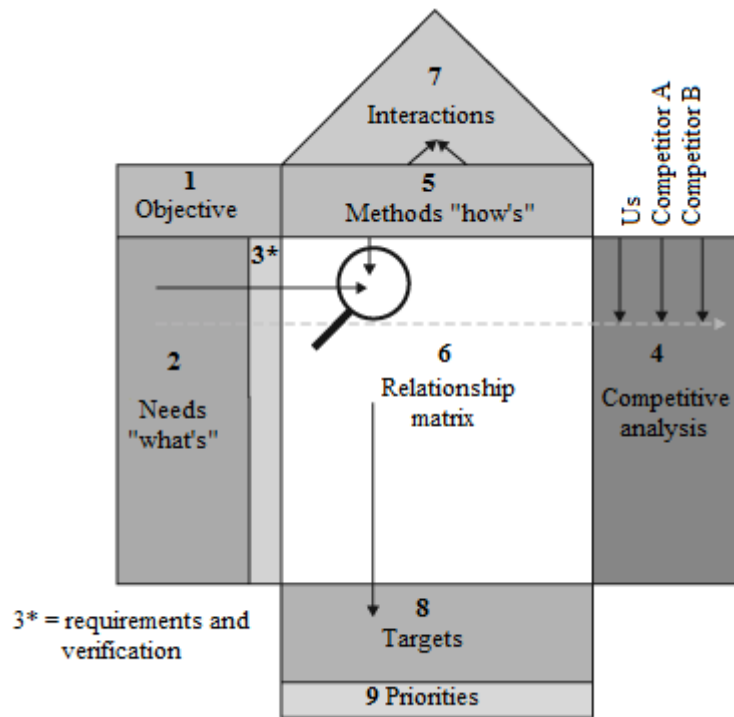 7
Interactions
Us
Competitor A
Competitor B
1
Objective
5
Methods "how's"
3*
2
Needs
"what's"
6
Relationship
matrix
4
Competitive
analysis
3* = requirements and
verification
8
Targets
9 Priorities